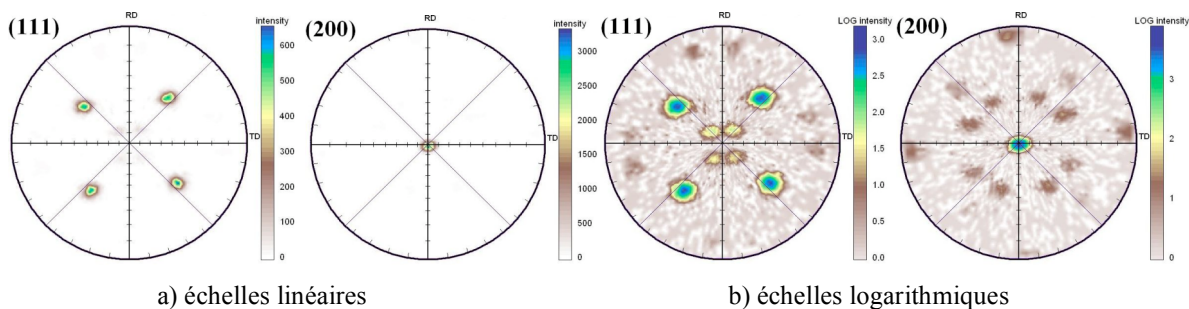 (111)
RD
TD
intensity
600
500
400
300
200
100
0
(200)
RD
TD
intensity
3000
2500
2000
1500
1000
500
0
(111)
RD
TD
LOG intensity
3.0
2.5
2.0
1.5
1.0
0.5
0.0
(200)
RD
TD
LOG intensity
3
2
1
a) échelles linéaires
b) échelles logarithmiques